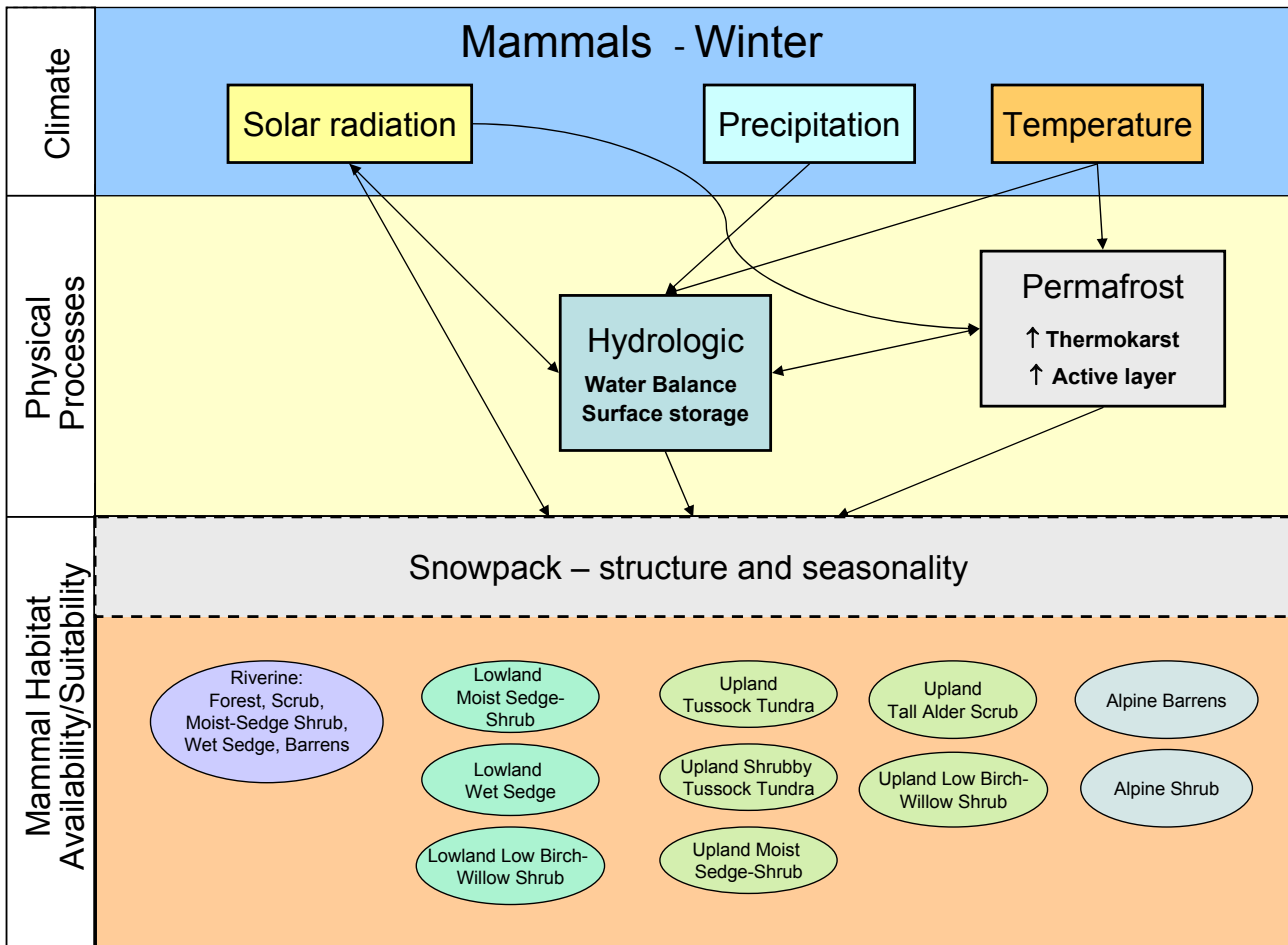 Mammals - Winter
Climate
Solar radiation
Precipitation
Temperature
Physical
Processes
Hydrologic
Water Balance
Surface storage
Permafrost
↑ Thermokarst
↑ Active layer
Mammal Habitat
Availability/Suitability
Snowpack – structure and seasonality
Riverine:
Forest, Scrub,
Moist-Sedge Shrub,
Wet Sedge, Barrens
Lowland
Moist Sedge-
Shrub
Lowland
Wet Sedge
Lowland Low Birch-
Willow Shrub
Upland
Tussock Tundra
Upland Shrubby
Tussock Tundra
Upland Moist
Sedge-Shrub
Upland
Tall Alder Scrub
Upland Low Birch-
Willow Shrub
Alpine Barrens
Alpine Shrub